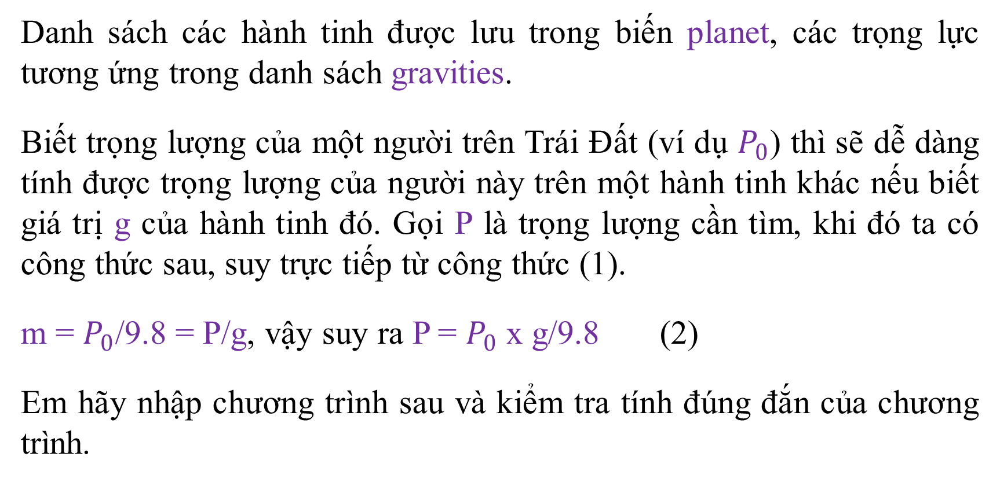 Danh sách các hành tinh được lưu trong biến planet, các trọng lực
tương ứng trong danh sách gravities.
Biết trọng lượng của một người trên Trái Đất (ví dụ P₀) thì sẽ dễ dàng
tính được trọng lượng của người này trên một hành tinh khác nếu biết
giá trị g của hành tinh đó. Gọi P là trọng lượng cần tìm, khi đó ta có
công thức sau, suy trực tiếp từ công thức (1).
m = P₀/9.8 = P/g, vậy suy ra P = P₀ x g/9.8 (2)
Em hãy nhập chương trình sau và kiểm tra tính đúng đắn của chương
trình.